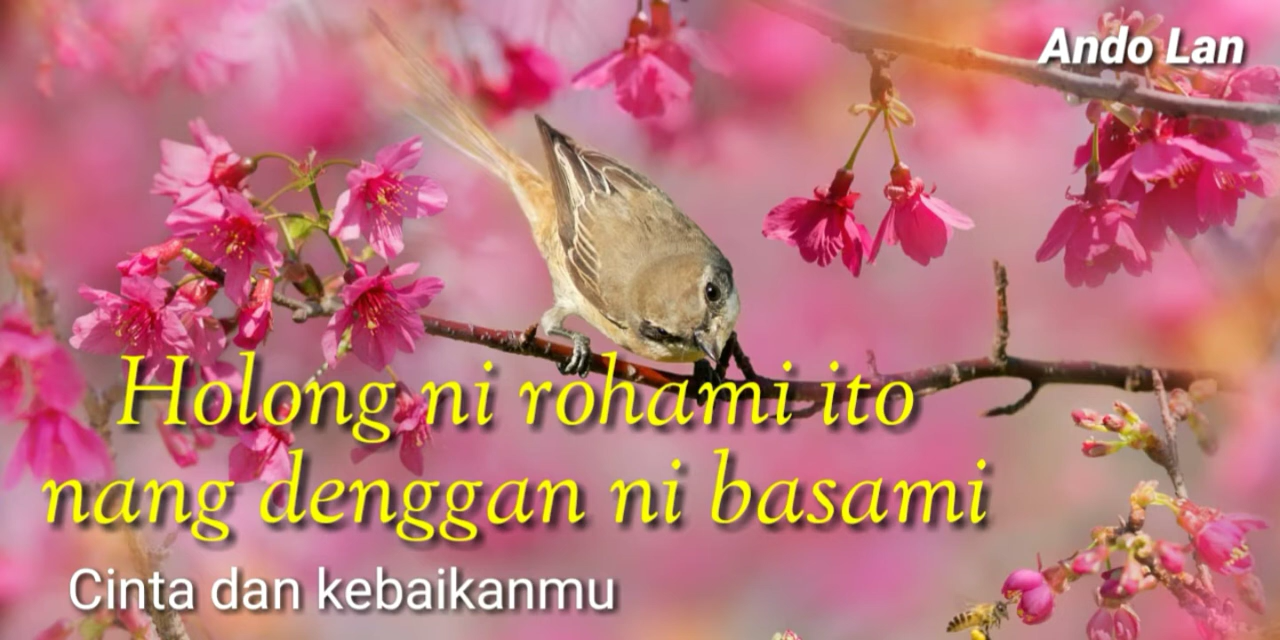 Ando Lan
Holong ni rohami ito
nang denggan ni basami
Cinta dan kebaikanmu